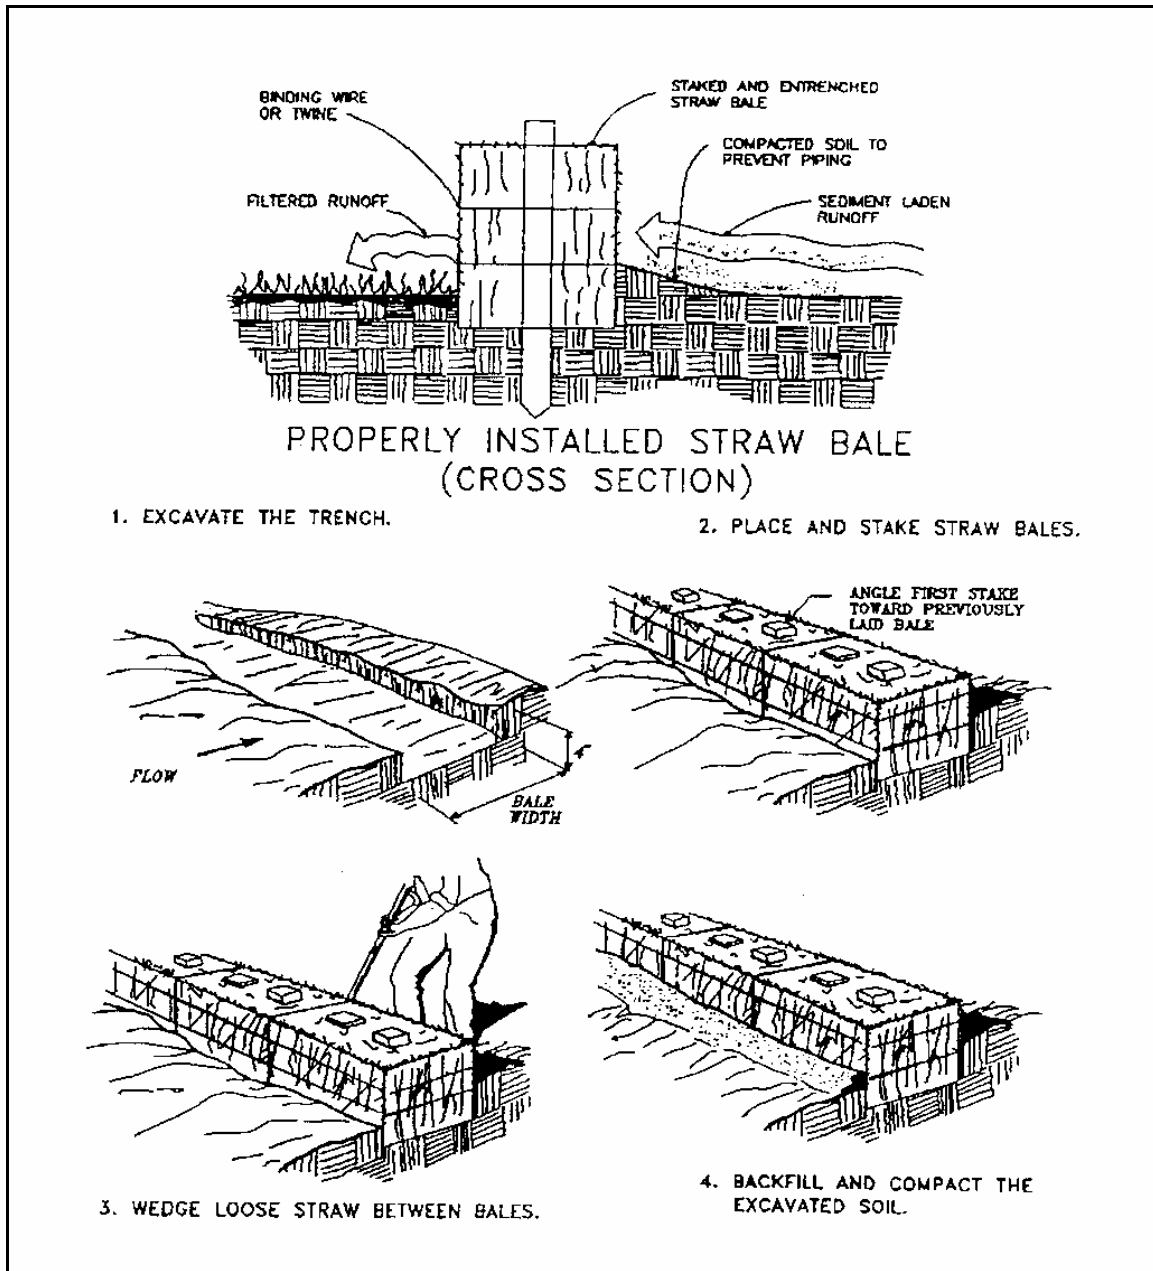 BINDING WIRE
OR TWINE
STAKED AND ENTRENCHED
STRAW BALE
COMPACTED SOIL TO
PREVENT PIPING
FILTERED RUNOFF
SEDIMENT LADEN
RUNOFF
PROPERLY INSTALLED STRAW BALE
(CROSS SECTION)
1. EXCAVATE THE TRENCH.
2. PLACE AND STAKE STRAW BALES.
ANGLE FIRST STAKE
TOWARD PREVIOUSLY
LAID BALE
FLOW
4"
BALE
WIDTH
3. WEDGE LOOSE STRAW BETWEEN BALES.
4. BACKFILL AND COMPACT THE
EXCAVATED SOIL.